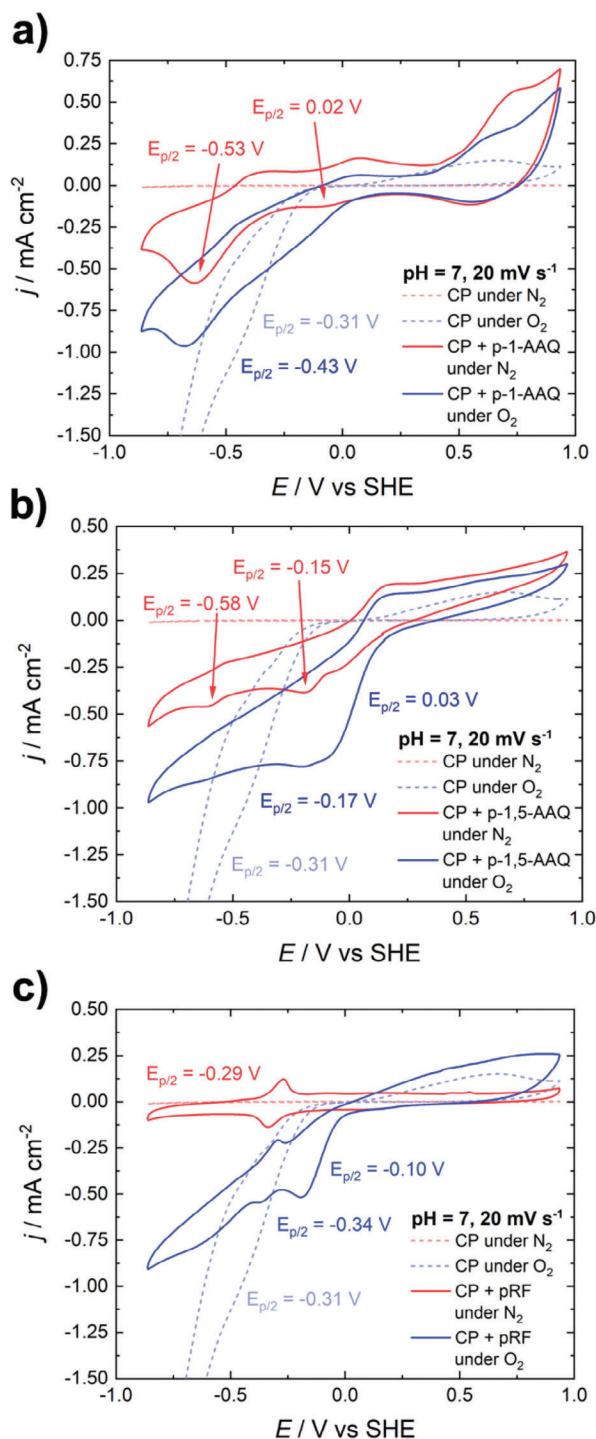 a)
0.75
0.50
0.25
0.00
-0.25
-0.50
-0.75
-1.00
-1.25
-1.50
j / mA cm-2
Ep/2 = 0.02 V
Ep/2 = -0.53 V
Ep/2 = -0.31 V
Ep/2 = -0.43 V
pH = 7, 20 mV s-1
CP under N2
CP under O2
CP + p-1-AAQ
under N2
CP + p-1-AAQ
under O2
-1.0 -0.5 0.0 0.5 1.0
E / V vs SHE
b)
0.50
0.25
0.00
-0.25
-0.50
-0.75
-1.00
-1.25
-1.50
j / mA cm-2
Ep/2 = -0.15 V
Ep/2 = -0.58 V
Ep/2 = 0.03 V
Ep/2 = -0.17 V
Ep/2 = -0.31 V
pH = 7, 20 mV s-1
CP under N2
CP under O2
CP + p-1,5-AAQ
under N2
CP + p-1,5-AAQ
under O2
-1.0 -0.5 0.0 0.5 1.0
E / V vs SHE
c)
0.50
0.25
0.00
-0.25
-0.50
-0.75
-1.00
-1.25
-1.50
j / mA cm-2
Ep/2 = -0.29 V
Ep/2 = -0.10 V
Ep/2 = -0.34 V
Ep/2 = -0.31 V
pH = 7, 20 mV s-1
CP under N2
CP under O2
CP + pRF
under N2
CP + pRF
under O2
-1.0 -0.5 0.0 0.5 1.0
E / V vs SHE